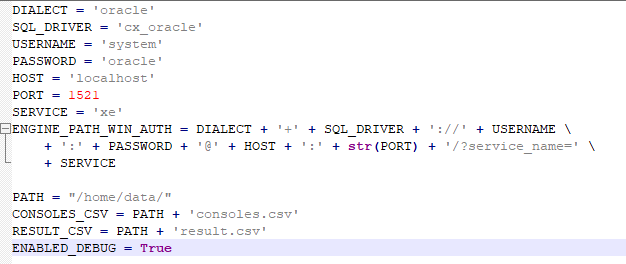 DIALECT = 'oracle'
SQL_DRIVER = 'cx_oracle'
USERNAME = 'system'
PASSWORD = 'oracle'
HOST = 'localhost'
PORT = 1521
SERVICE = 'xe'
ENGINE_PATH_WIN_AUTH = DIALECT + '+' + SQL_DRIVER + '://' + USERNAME \
    + ':' + PASSWORD + '@' + HOST + ':' + str(PORT) + '/?service_name=' \
    + SERVICE

PATH = "/home/data/"
CONSOLES_CSV = PATH + 'consoles.csv'
RESULT_CSV = PATH + 'result.csv'
ENABLED_DEBUG = True